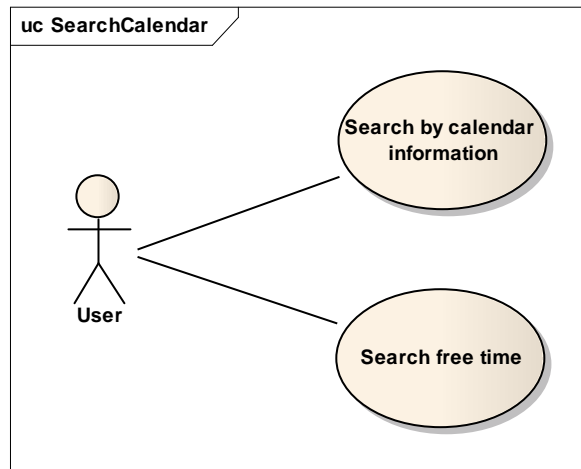 uc SearchCalendar
Search by calendar
information
User
Search free time